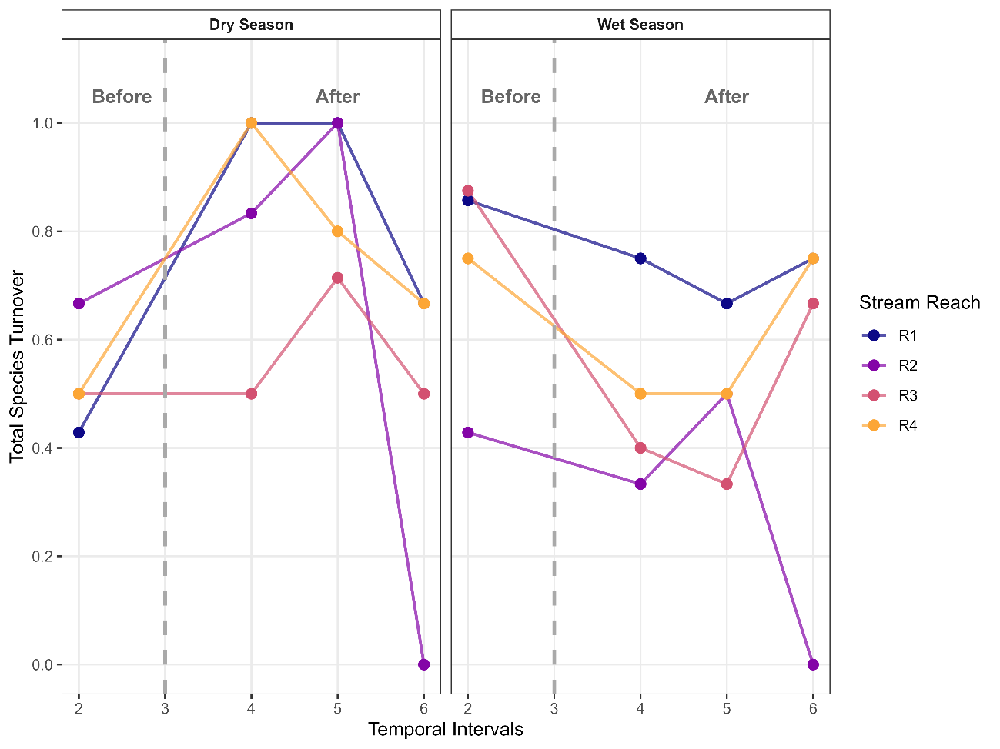 Dry Season
Wet Season
Before
After
Before
After
Total Species Turnover
1.0
0.8
0.6
0.4
0.2
0.0
2 3 4 5 6
2 3 4 5 6
Temporal Intervals
Stream Reach
R1
R2
R3
R4